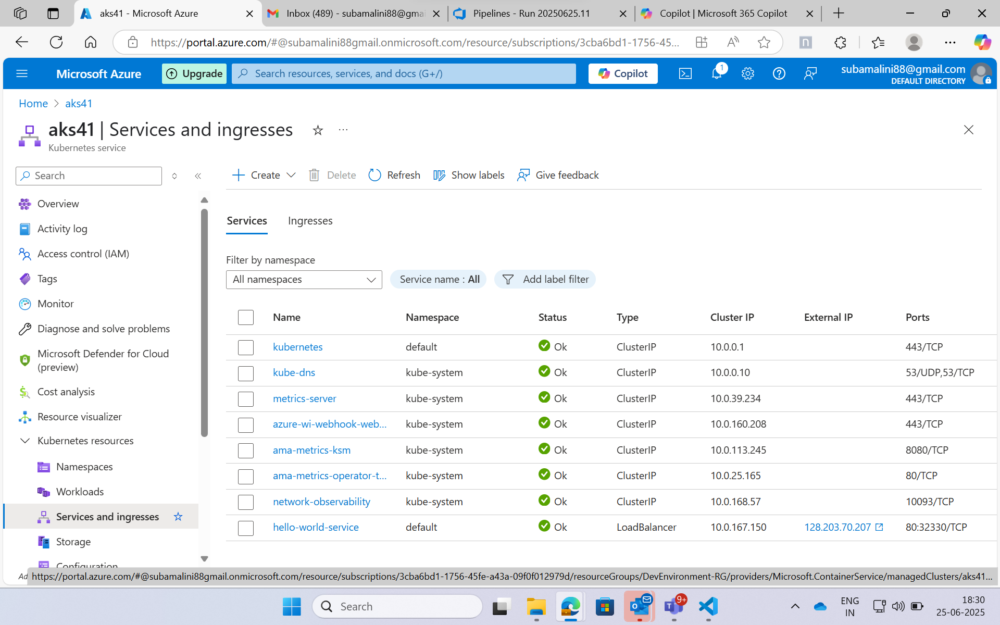 aks41 - Microsoft Azure
Inbox (489) - subamalini88@gmai
Pipelines - Run 20250625.11
Copilot | Microsoft 365 Copilot
https://portal.azure.com/#@subamalini88gmail.onmicrosoft.com/resource/subscriptions/3cba6bd1-1756-45...
Microsoft Azure
Upgrade
Search resources, services, and docs (G+/)
Copilot
1
subamalini88@gmail.com
DEFAULT DIRECTORY
Home > aks41
aks41 | Services and ingresses
Kubernetes service
Search
Create
Delete
Refresh
Show labels
Give feedback
Overview
Activity log
Access control (IAM)
Tags
Monitor
Diagnose and solve problems
Microsoft Defender for Cloud
(preview)
Cost analysis
Resource visualizer
Kubernetes resources
Namespaces
Workloads
Services and ingresses
Storage
Configuration
Services Ingresses
Filter by namespace
All namespaces
Service name : All
Add label filter
Name Namespace Status Type Cluster IP External IP Ports
kubernetes default Ok ClusterIP 10.0.0.1 443/TCP
kube-dns kube-system Ok ClusterIP 10.0.0.10 53/UDP,53/TCP
metrics-server kube-system Ok ClusterIP 10.0.39.234 443/TCP
azure-wi-webhook-web... kube-system Ok ClusterIP 10.0.160.208 443/TCP
ama-metrics-ksm kube-system Ok ClusterIP 10.0.113.245 8080/TCP
ama-metrics-operator-t... kube-system Ok ClusterIP 10.0.25.165 80/TCP
network-observability kube-system Ok ClusterIP 10.0.168.57 10093/TCP
hello-world-service default Ok LoadBalancer 10.0.167.150 128.203.70.207 80:32330/TCP
Ad
https://portal.azure.com/#@subamalini88gmail.onmicrosoft.com/resource/subscriptions/3cba6bd1-1756-45fe-a43a-09f0f012979d/resourceGroups/DevEnvironment-RG/providers/Microsoft.ContainerService/managedClusters/aks41...
Search
9+
ENG
IN
18:30
25-06-2025